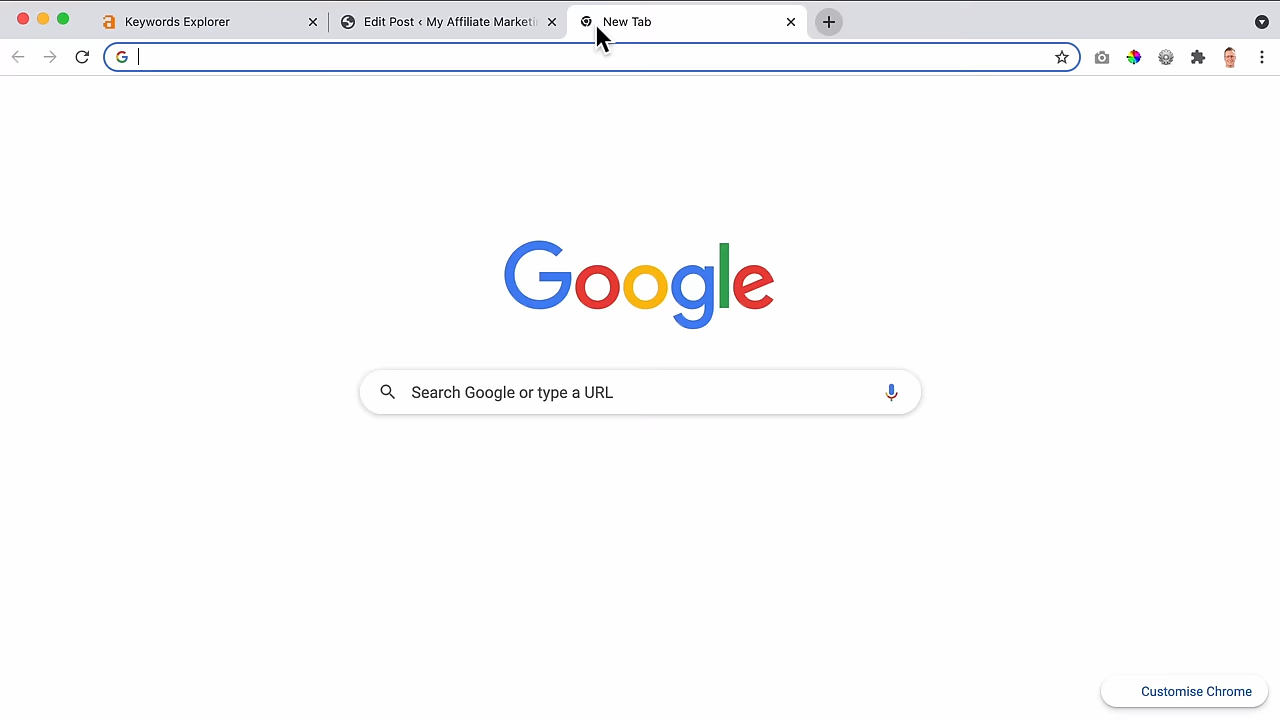 Keywords Explorer
Edit Post ‹ My Affiliate Marketi
New Tab
Google
Search Google or type a URL
Customise Chrome